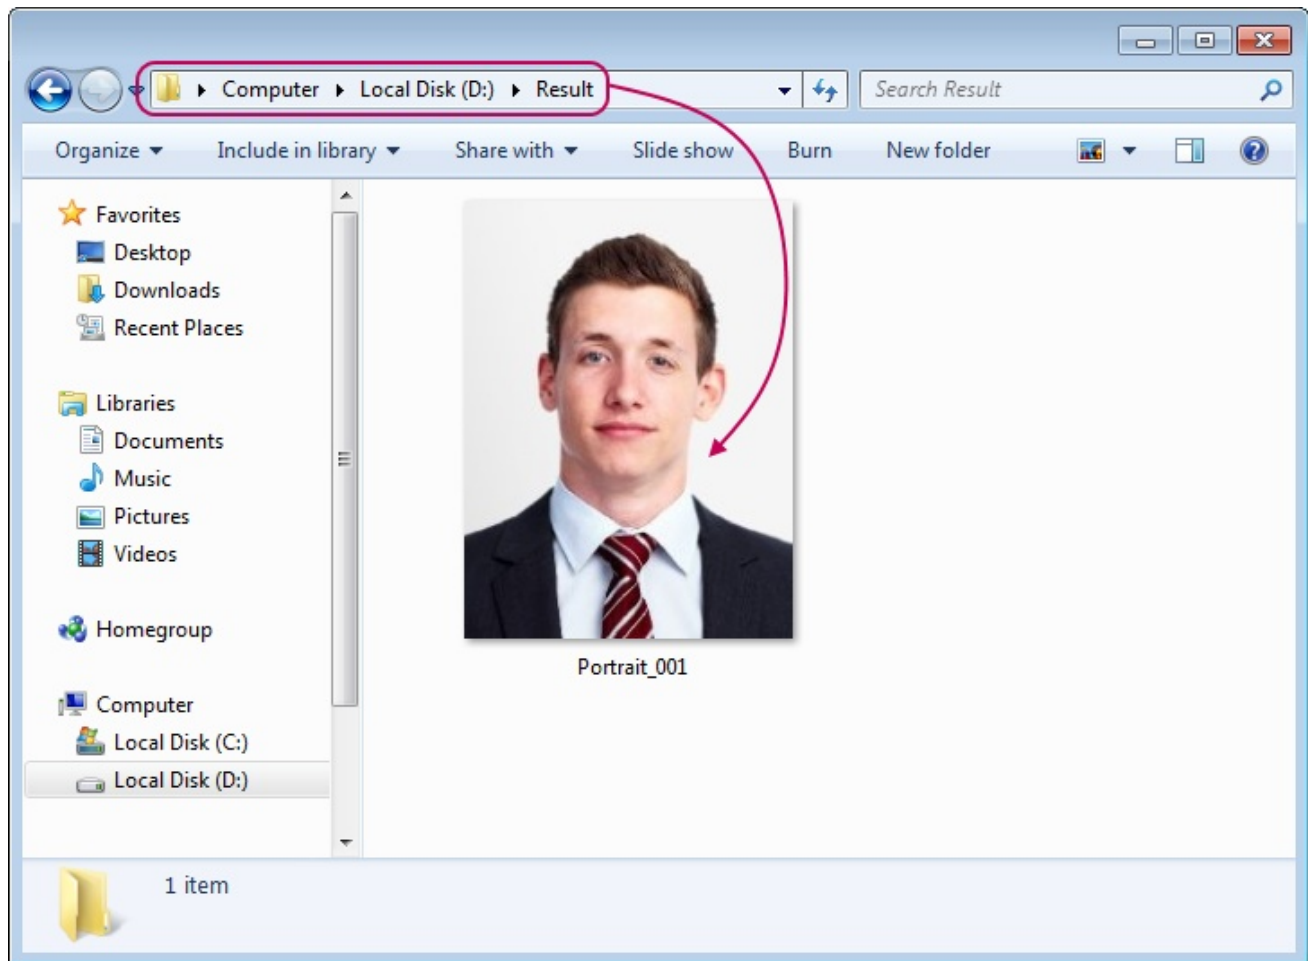 Computer Local Disk (D:) Result
Search Result
Organize Include in library Share with Slide show Burn New folder
Favorites
Desktop
Downloads
Recent Places
Libraries
Documents
Music
Pictures
Videos
Homegroup
Computer
Local Disk (C:)
Local Disk (D:)
Portrait_001
1 item